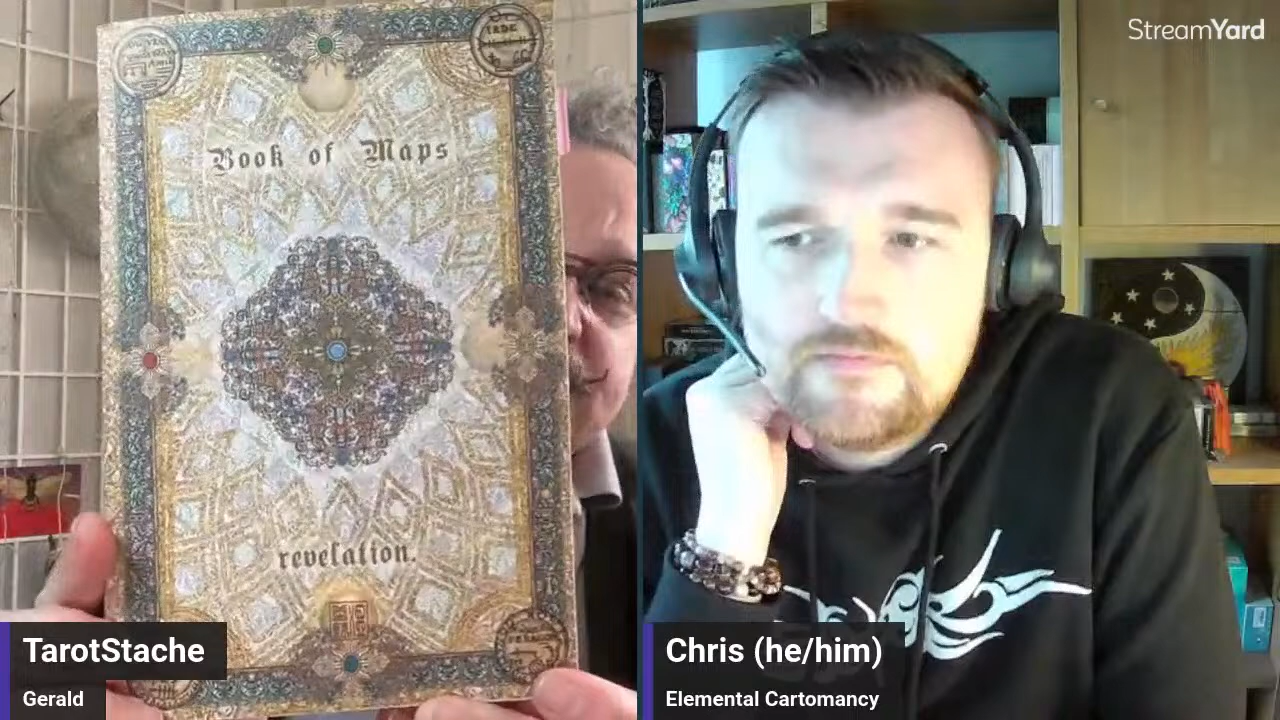 StreamYard
Book of Maps
revelation.
TarotStache
Gerald
Chris (he/him)
Elemental Cartomancy